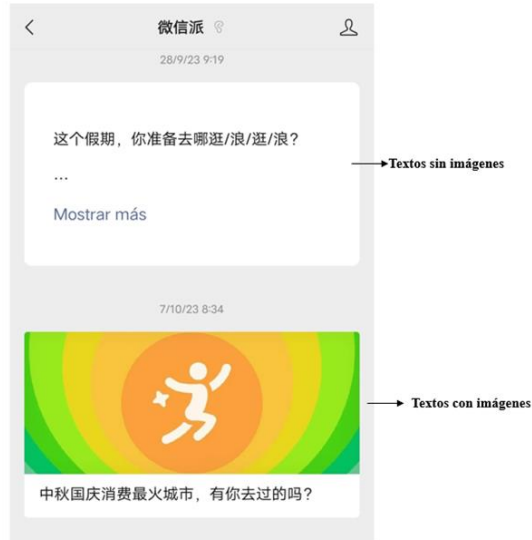 微信派
28/9/23 9:19
这个假期，你准备去哪逛/浪/逛/浪？
...
Mostrar más
Textos sin imágenes
7/10/23 8:34
Textos con imágenes
中秋国庆消费最火城市，有你去过的吗？